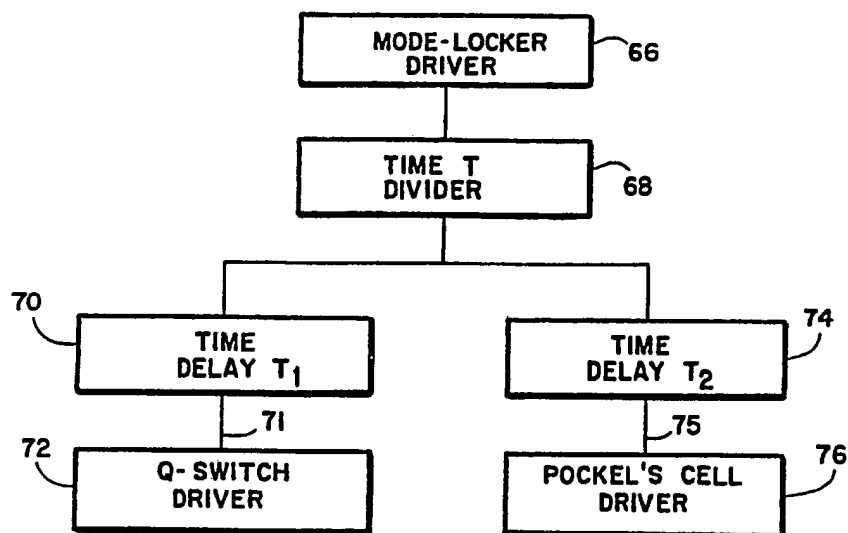 MODE-LOCKER
DRIVER
66
TIME T
DIVIDER
68
70
TIME
DELAY T1
74
TIME
DELAY T2
71
75
72
Q-SWITCH
DRIVER
76
POCKEL'S CELL
DRIVER